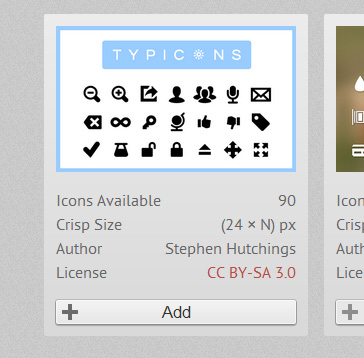 TYPICONS
Icons Available 90 Icon
Crisp Size (24 × N) px Cris
Author Stephen Hutchings Auth
License CC BY-SA 3.0 Lice
Add